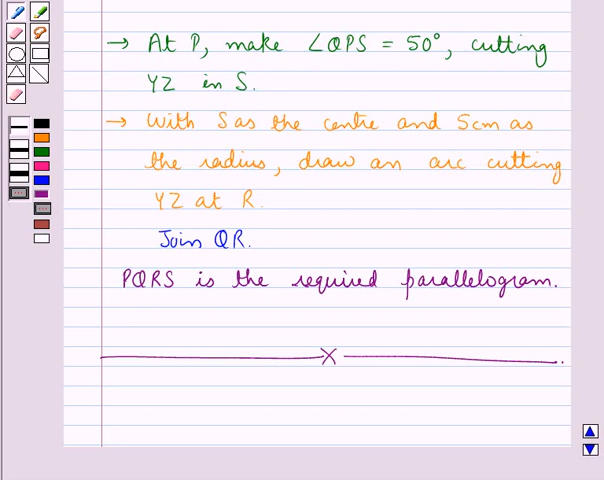 → At P, make ∠QPS = 50°, cutting
YZ in S.
→ With S as the centre and 5cm as
the radius, draw an arc cutting
YZ at R.
Join QR.
PQRS is the required parallelogram.